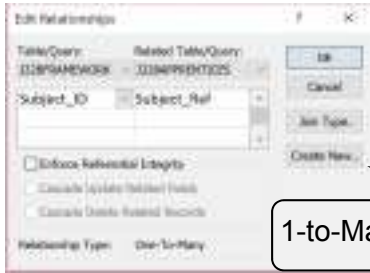 Edit Relationships ? ×
Table/Query: Related Table/Query:
OK
Cancel
Subject_ID Subject_Ref
Join Type..
Create New..
Enforce Referential Integrity
Cascade Update Related Fields
Cascade Delete Related Records
Relationship Type: One-To-Many
1-to-Ma